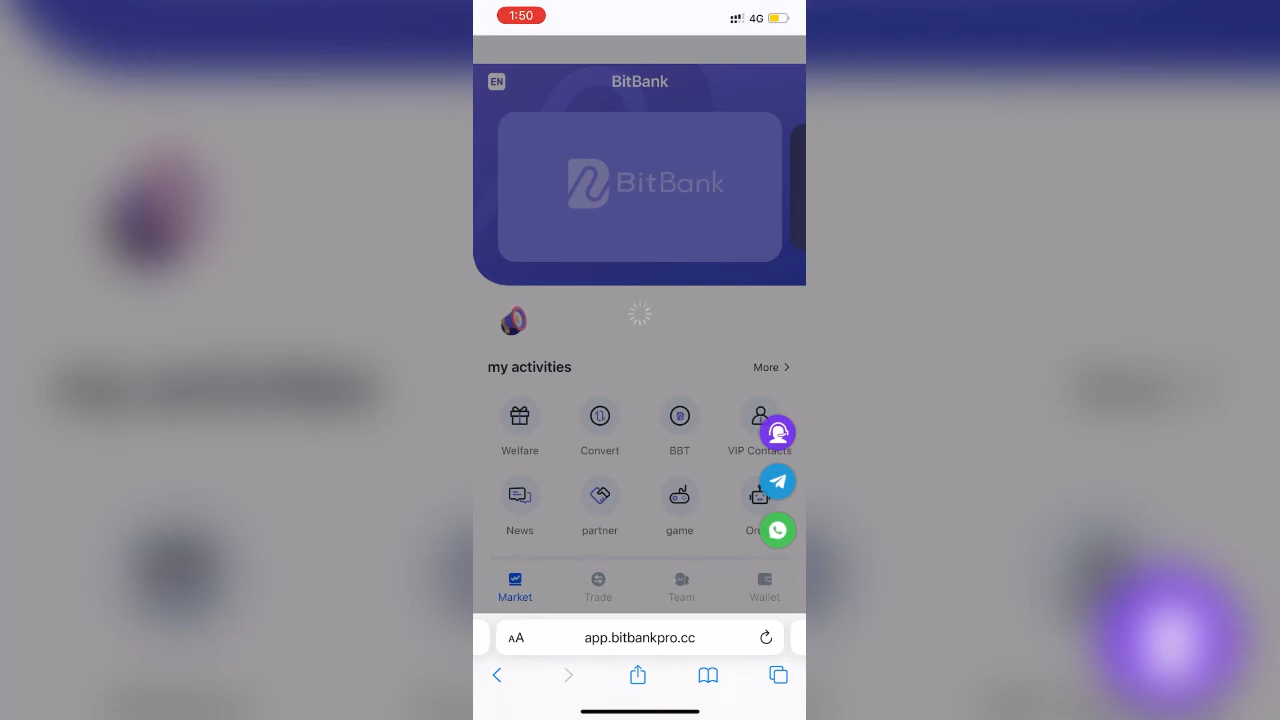 1:50
4G
EN
BitBank
BitBank
my activities
More
Welfare
Convert
BBT
VIP Contacts
News
partner
game
Market
Trade
Team
Wallet
AA
app.bitbankpro.cc